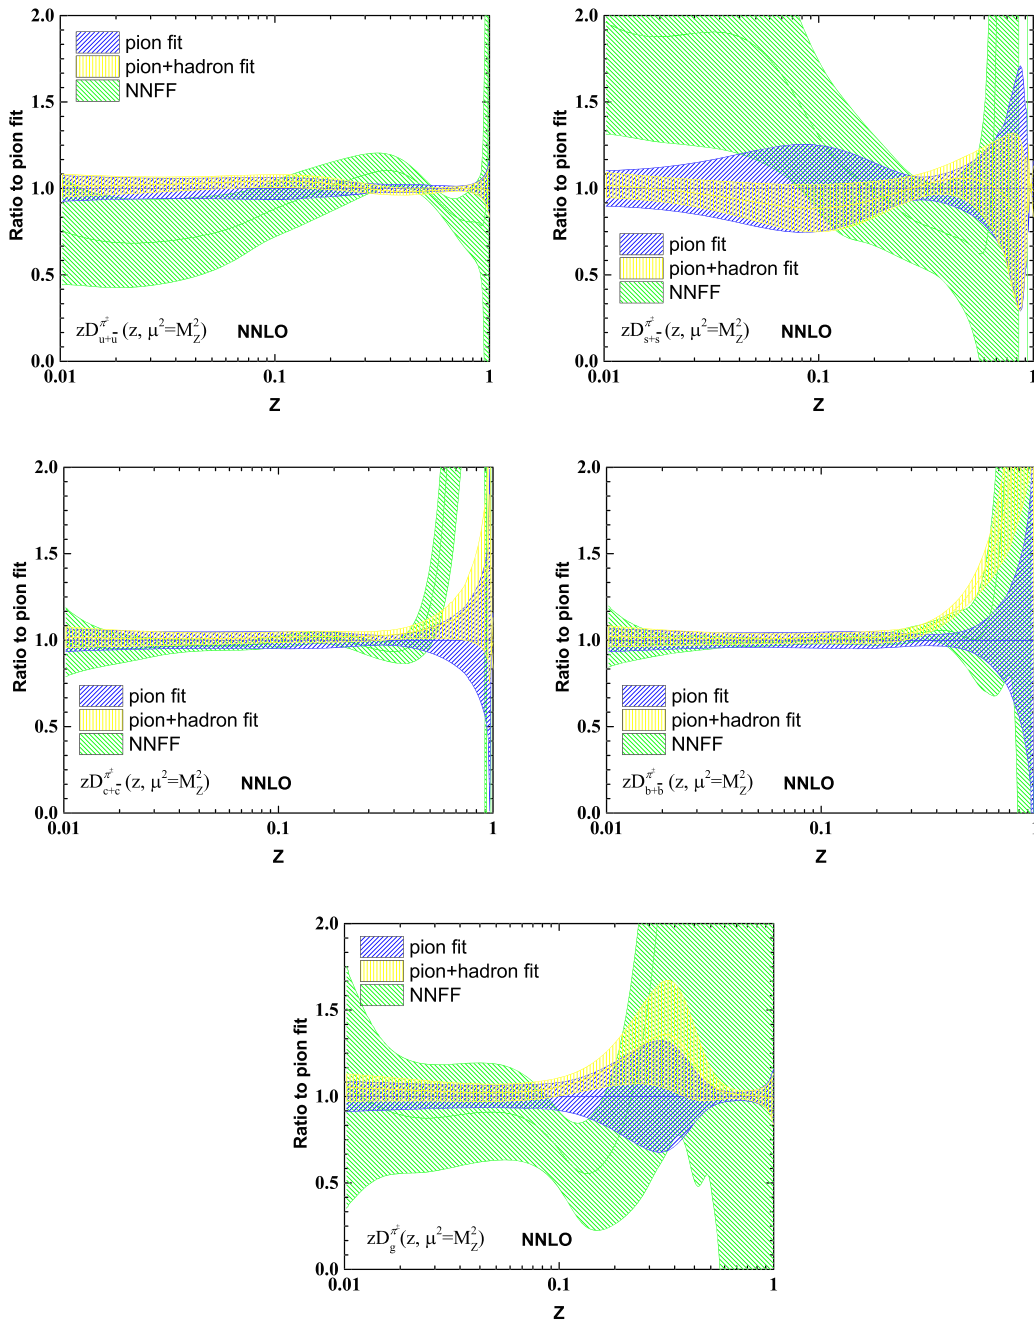 2.0
1.5
1.0
0.5
0.0
Ratio to pion fit
pion fit
pion+hadron fit
NNFF
zD^{π^±}_{u+u̅}(z, μ²=M_Z²) NNLO
0.01 0.1 1
Z
2.0
1.5
1.0
0.5
0.0
Ratio to pion fit
pion fit
pion+hadron fit
NNFF
zD^{π^±}_{s+s̅}(z, μ²=M_Z²) NNLO
0.01 0.1 1
Z
2.0
1.5
1.0
0.5
0.0
Ratio to pion fit
pion fit
pion+hadron fit
NNFF
zD^{π^±}_{c+c̅}(z, μ²=M_Z²) NNLO
0.01 0.1 1
Z
2.0
1.5
1.0
0.5
0.0
Ratio to pion fit
pion fit
pion+hadron fit
NNFF
zD^{π^±}_{b+b̅}(z, μ²=M_Z²) NNLO
0.01 0.1 1
Z
2.0
1.5
1.0
0.5
0.0
Ratio to pion fit
pion fit
pion+hadron fit
NNFF
zD^{π^±}_{g}(z, μ²=M_Z²) NNLO
0.01 0.1 1
Z